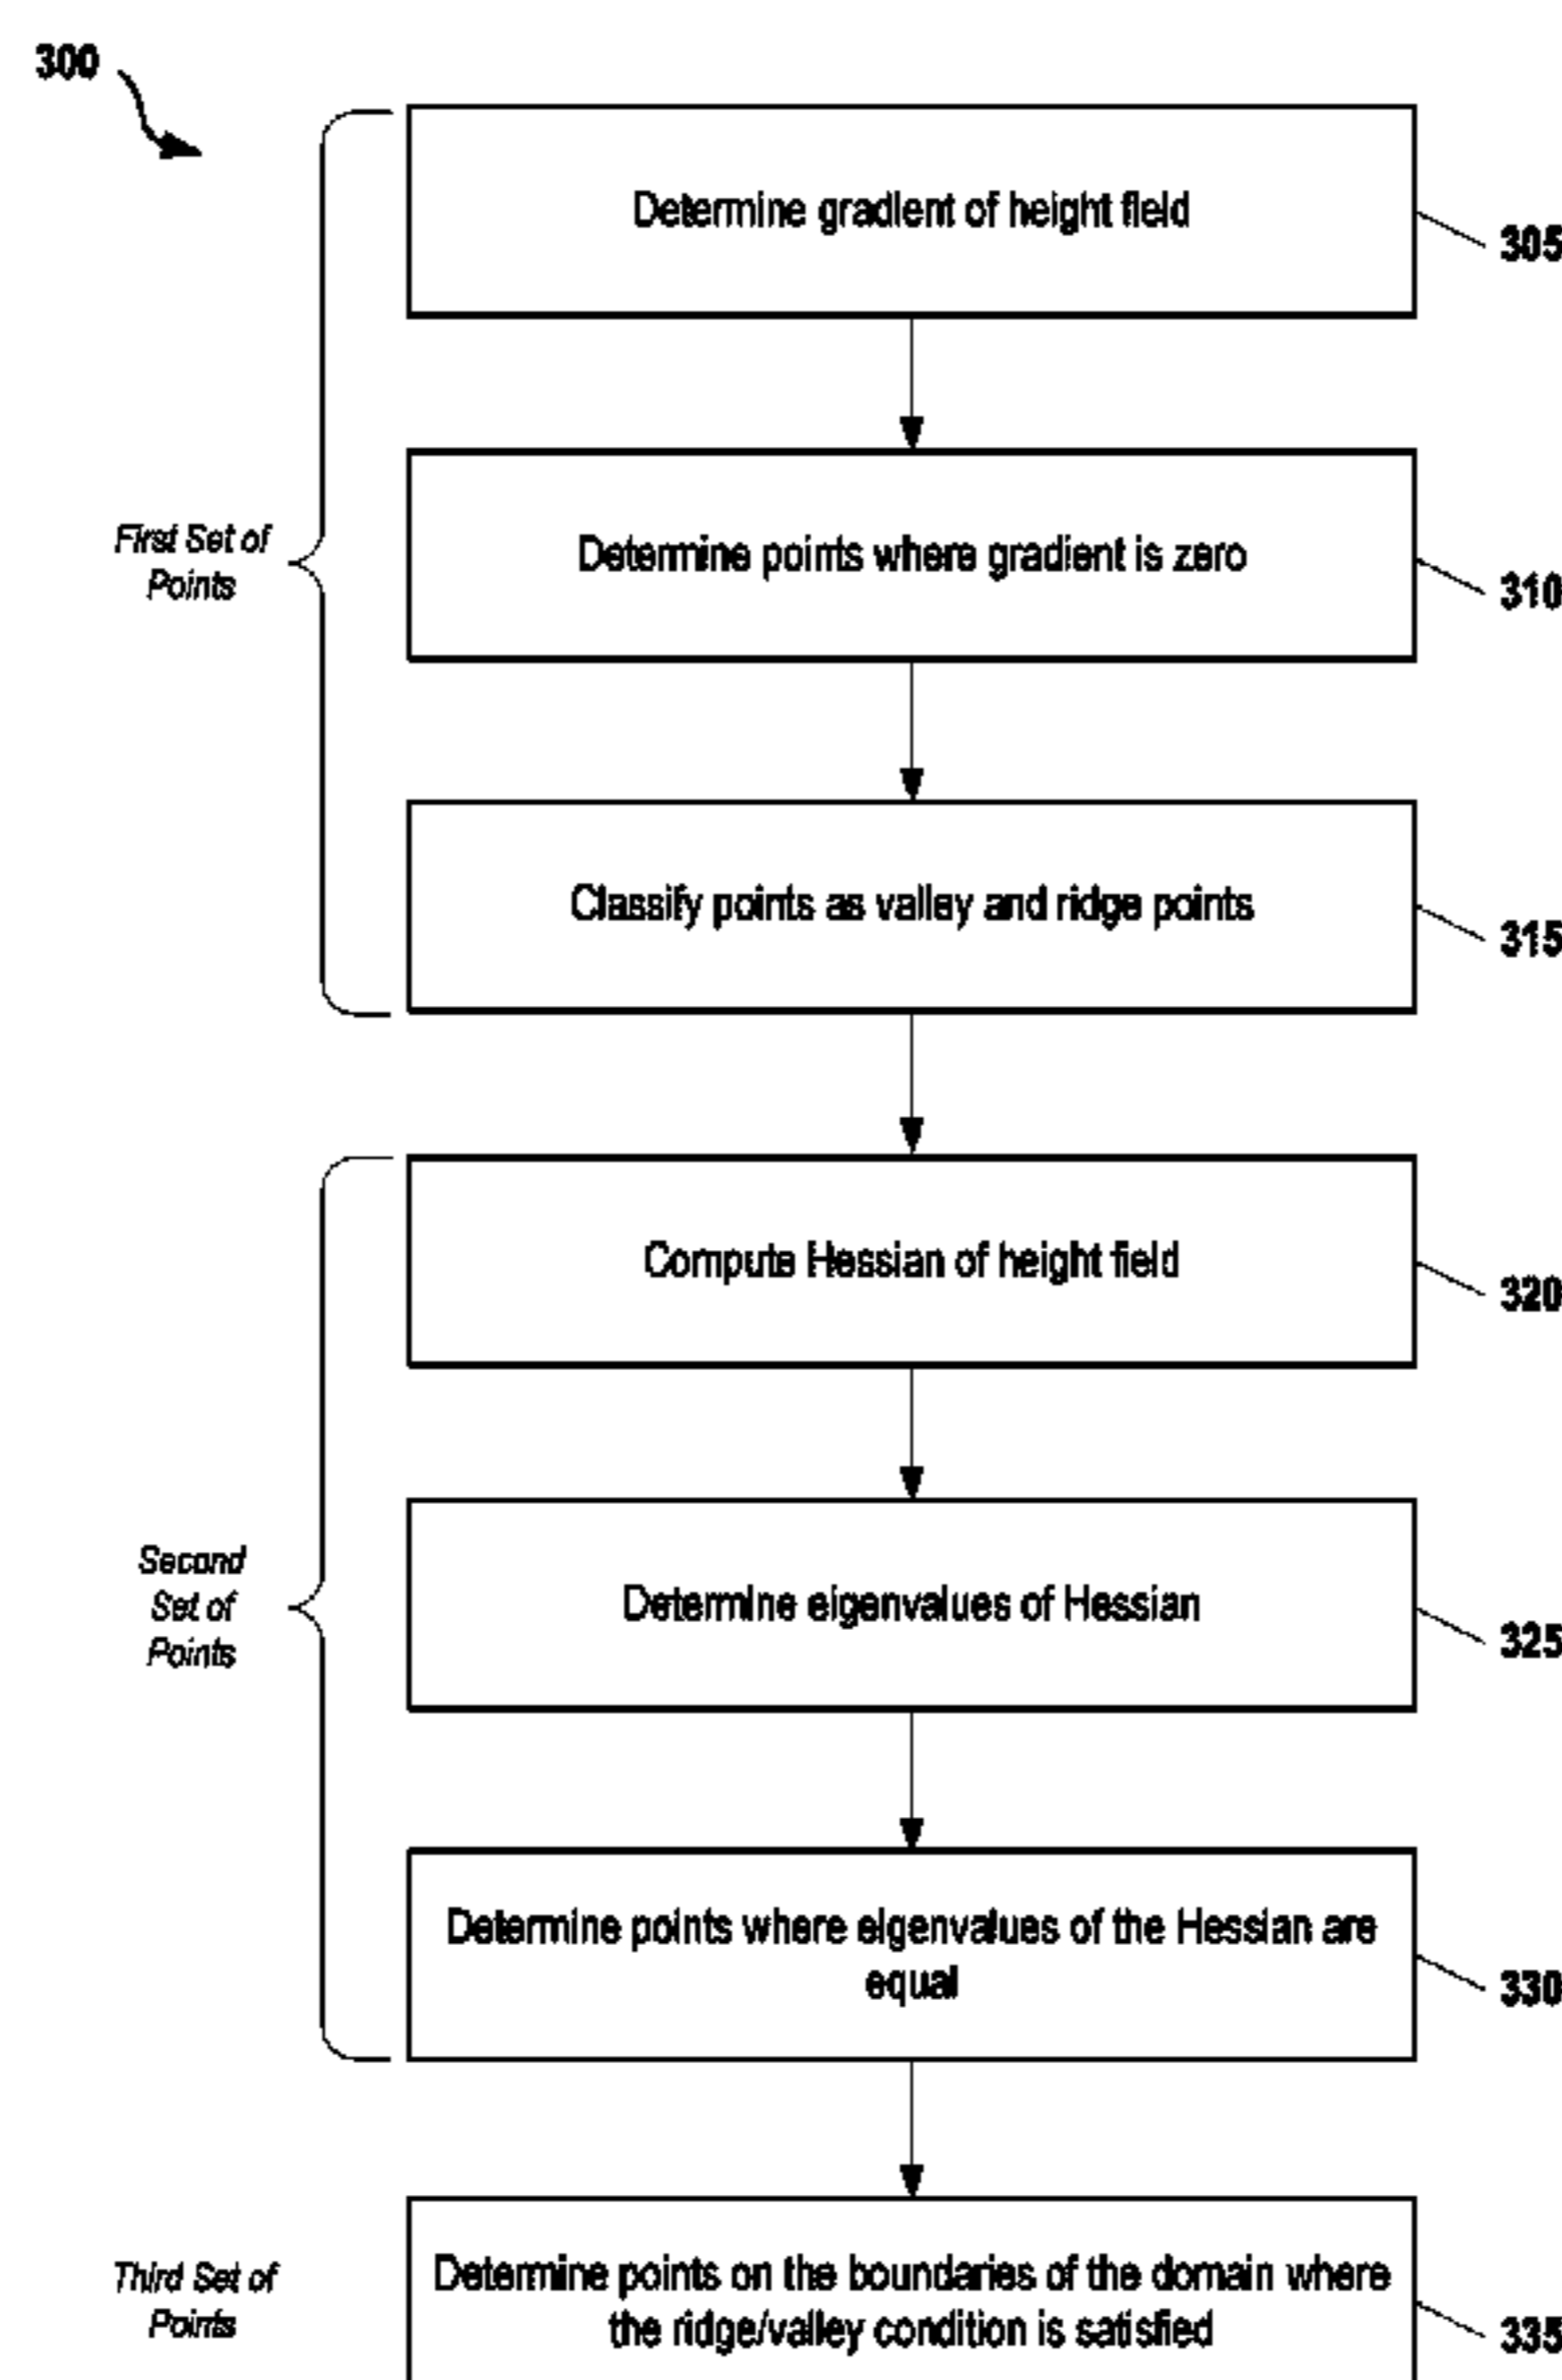 300
Determine gradient of height field
305
First Set of
Points
Determine points where gradient is zero
310
Classify points as valley and ridge points
315
Compute Hessian of height field
320
Second
Set of
Points
Determine eigenvalues of Hessian
325
Determine points where eigenvalues of the Hessian are
equal
330
Third Set of
Points
Determine points on the boundaries of the domain where
the ridge/valley condition is satisfied
335